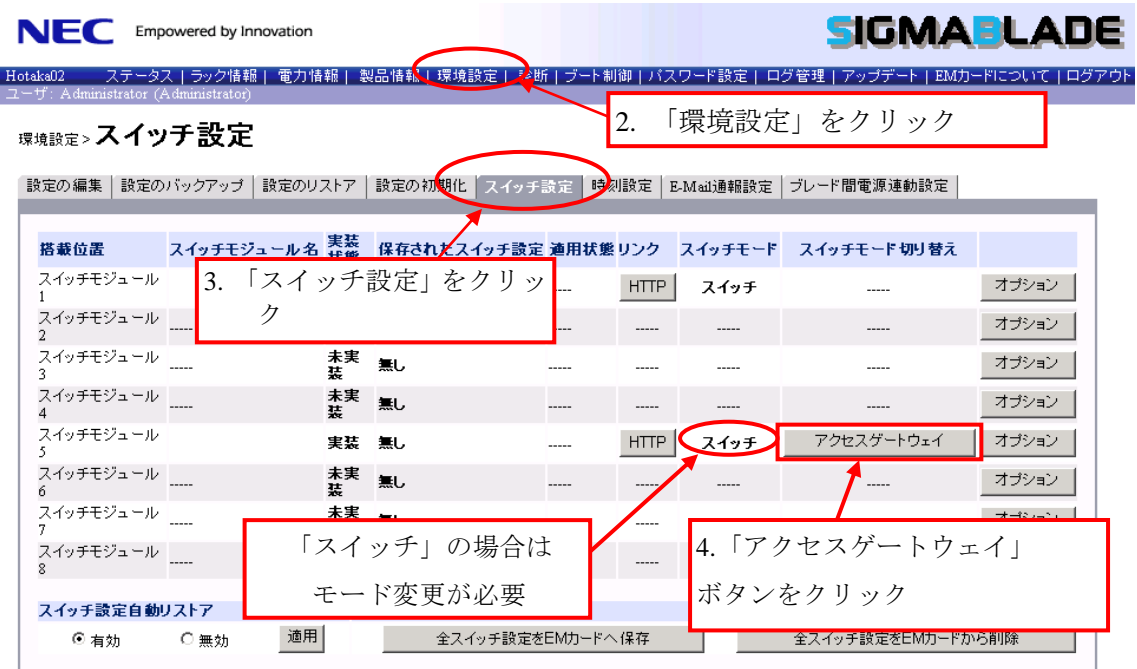 NEC Empowered by Innovation
SIGMABLADE
Hotaka02 ステータス | ラック情報 | 電力情報 | 製品情報 | 環境設定 | 診断 | ブート制御 | パスワード設定 | ログ管理 | アップデート | EMカードについて | ログアウト
ユーザ: Administrator (Administrator)
2. 「環境設定」をクリック
環境設定 > スイッチ設定
設定の編集 設定のバックアップ 設定のリストア 設定の初期化 スイッチ設定 時刻設定 E-Mail通報設定 ブレード間電源連動設定
搭載位置 スイッチモジュール名 実装状態 保存されたスイッチ設定 適用状態 リンク スイッチモード スイッチモード切り替え
3. 「スイッチ設定」をクリッ
ク
スイッチモジュール
1 ----- HTTP スイッチ ----- オプション
スイッチモジュール
2 ----- ----- ----- ----- ----- オプション
スイッチモジュール
3 ----- 未実装 無し ----- ----- ----- ----- オプション
スイッチモジュール
4 ----- 未実装 無し ----- ----- ----- ----- オプション
スイッチモジュール
5 実装 無し ----- HTTP スイッチ アクセスゲートウェイ オプション
スイッチモジュール
6 ----- 未実装 無し ----- ----- ----- ----- オプション
スイッチモジュール
7 ----- 未実 -----
スイッチモジュール
8 ----- -----
「スイッチ」の場合は
モード変更が必要
4.「アクセスゲートウェイ」
ボタンをクリック
スイッチ設定自動リストア
有効 無効 適用 全スイッチ設定をEMカードへ保存 全スイッチ設定をEMカードから削除